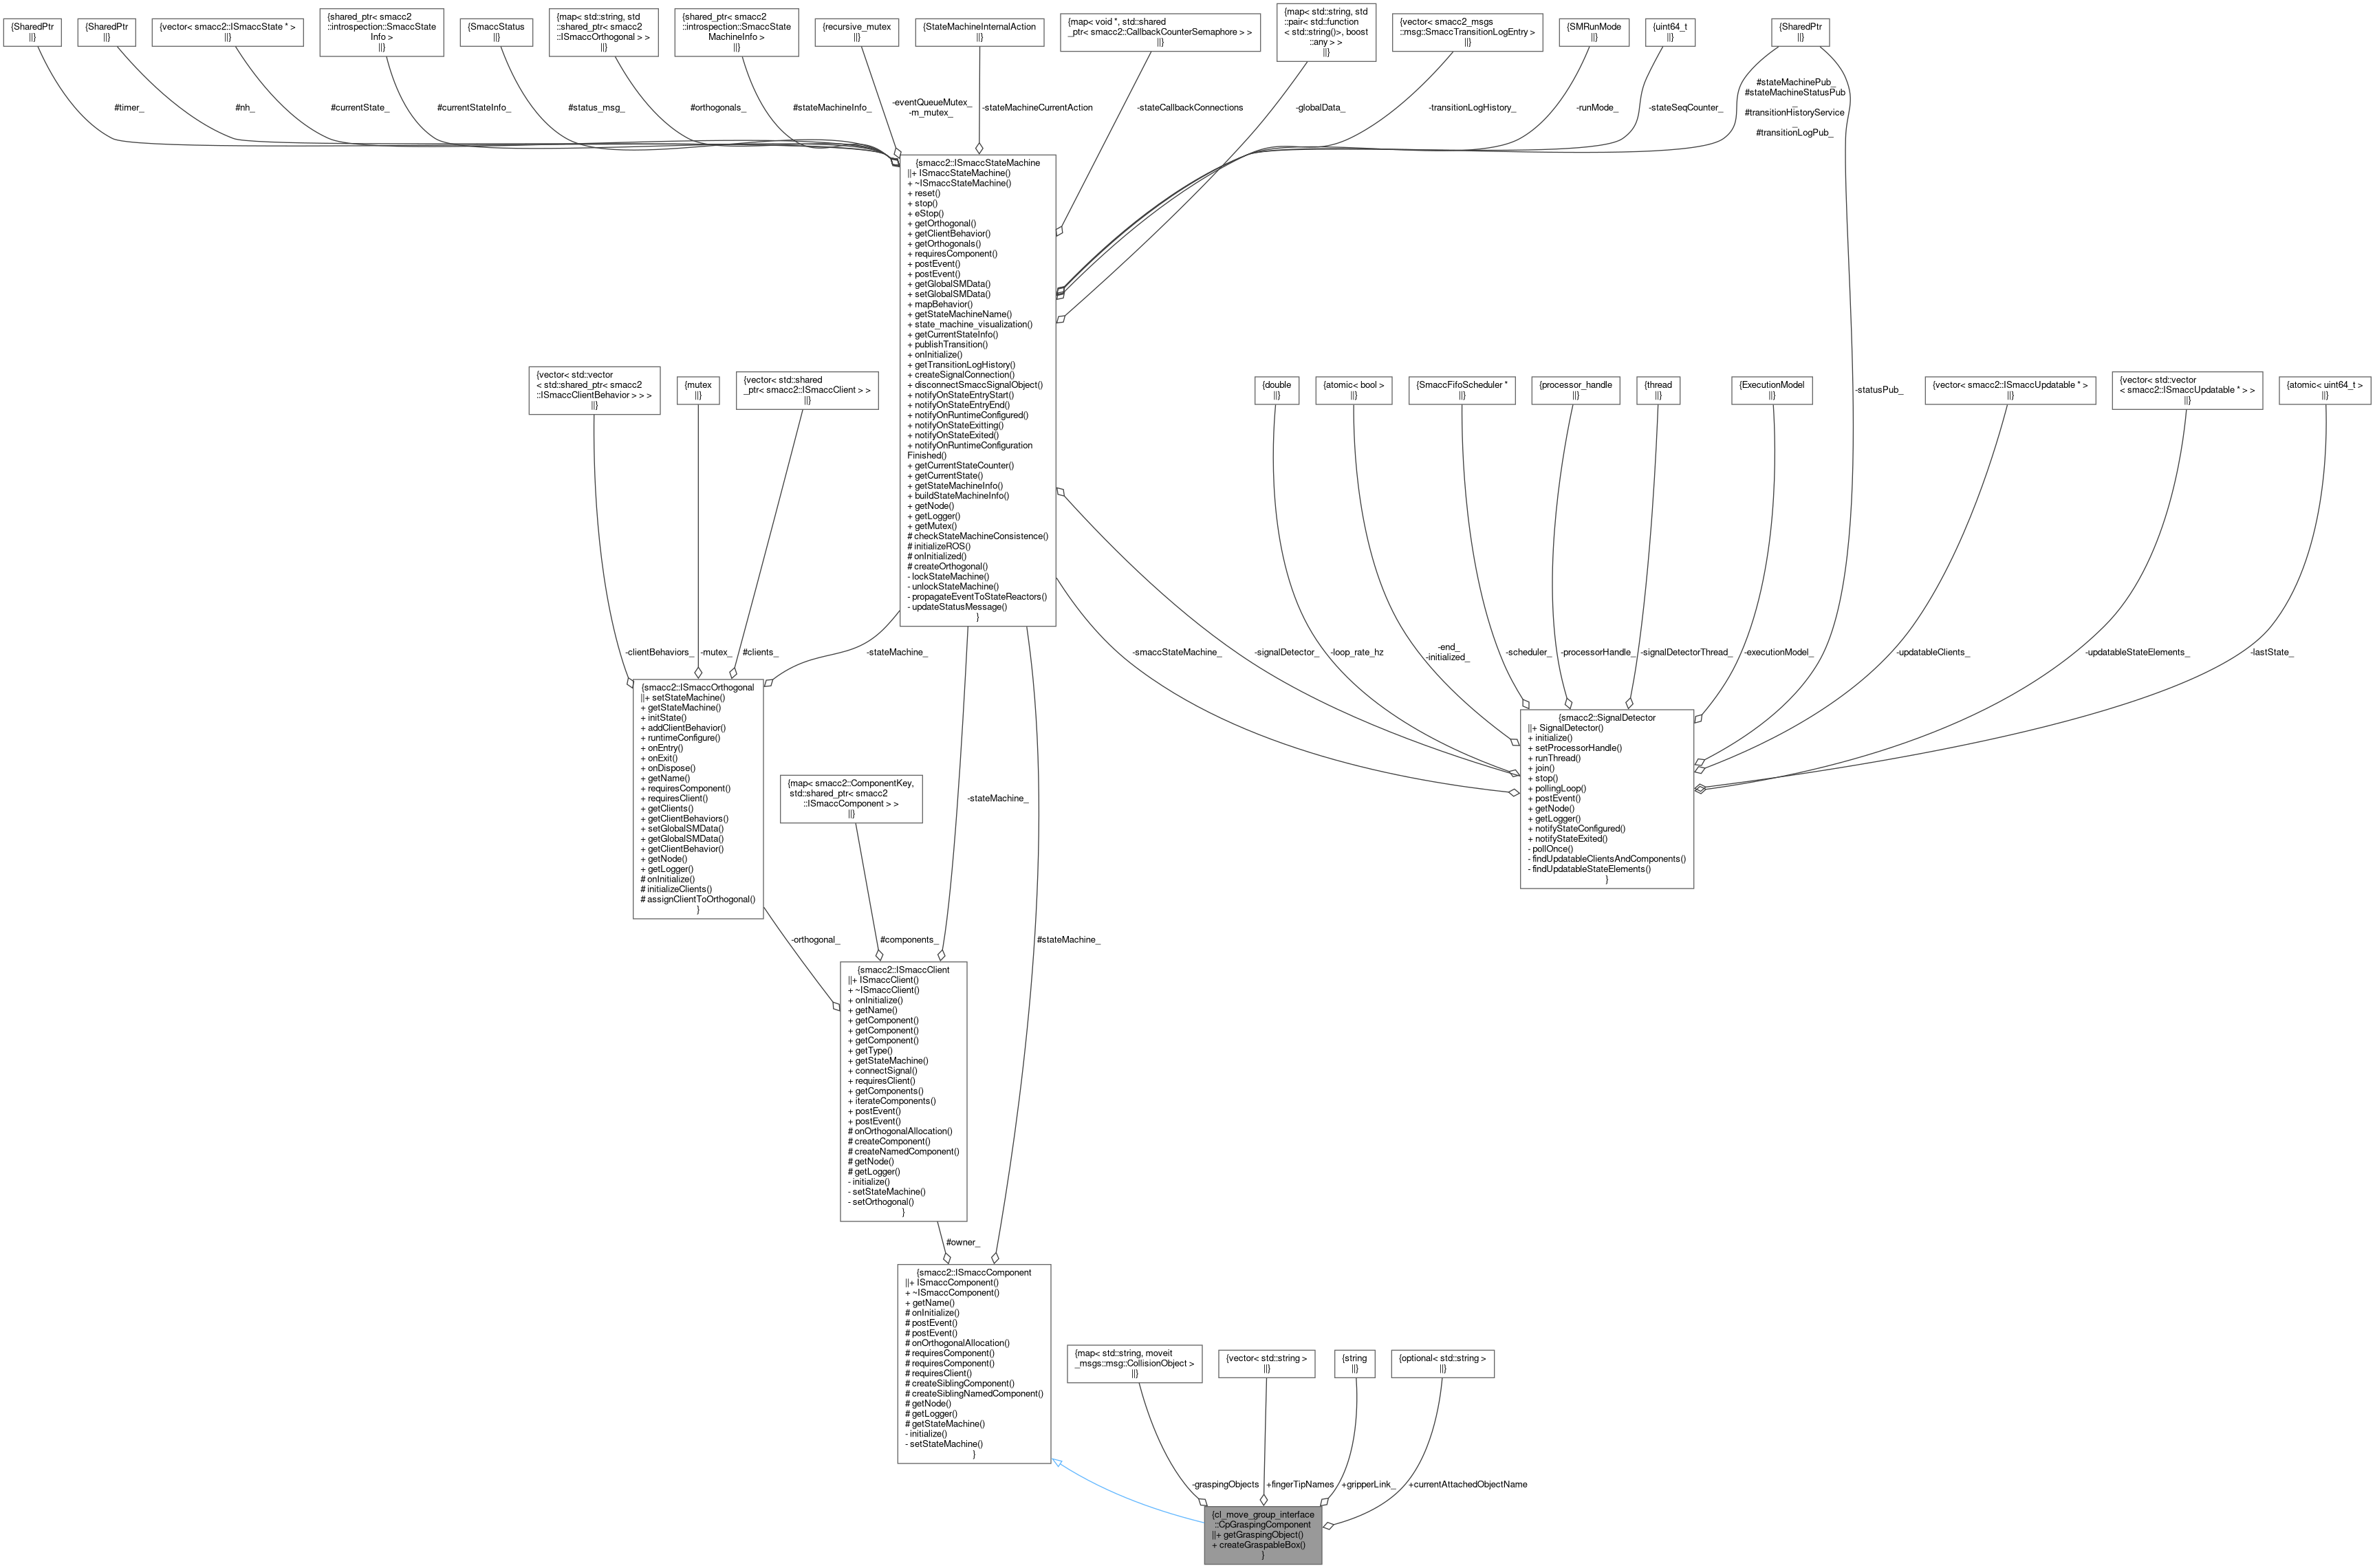 {SharedPtr
||}
{SharedPtr
||}
{vector< smacc2::ISmaccState * >
||}
{shared_ptr< smacc2
::introspection::SmaccState
Info >
||}
{SmaccStatus
||}
{map< std::string, std
::shared_ptr< smacc2
::ISmaccOrthogonal > >
||}
{shared_ptr< smacc2
::introspection::SmaccState
MachineInfo >
||}
{recursive_mutex
||}
{StateMachineInternalAction
||}
{map< void *, std::shared
_ptr< smacc2::CallbackCounterSemaphore > >
||}
{map< std::string, std
::pair< std::function
< std::string()>, boost
::any > >
||}
{vector< smacc2_msgs
::msg::SmaccTransitionLogEntry >
||}
{SMRunMode
||}
{uint64_t
||}
{SharedPtr
||}
#timer_
#nh_
#currentState_
#currentStateInfo_
#status_msg_
#orthogonals_
#stateMachineInfo_
-eventQueueMutex_
-m_mutex_
-stateMachineCurrentAction
-stateCallbackConnections
-globalData_
-transitionLogHistory_
-runMode_
-stateSeqCounter_
#stateMachinePub_
#stateMachineStatusPub
_
#transitionHistoryService
_
#transitionLogPub_
{smacc2::ISmaccStateMachine
||+ ISmaccStateMachine()
+ ~ISmaccStateMachine()
+ reset()
+ stop()
+ eStop()
+ getOrthogonal()
+ getClientBehavior()
+ getOrthogonals()
+ requiresComponent()
+ postEvent()
+ postEvent()
+ getGlobalSMData()
+ setGlobalSMData()
+ mapBehavior()
+ getStateMachineName()
+ state_machine_visualization()
+ getCurrentStateInfo()
+ publishTransition()
+ onInitialize()
+ getTransitionLogHistory()
+ createSignalConnection()
+ disconnectSmaccSignalObject()
+ notifyOnStateEntryStart()
+ notifyOnStateEntryEnd()
+ notifyOnRuntimeConfigured()
+ notifyOnStateExitting()
+ notifyOnStateExited()
+ notifyOnRuntimeConfiguration
Finished()
+ getCurrentStateCounter()
+ getCurrentState()
+ getStateMachineInfo()
+ buildStateMachineInfo()
+ getNode()
+ getLogger()
+ getMutex()
# checkStateMachineConsistence()
# initializeROS()
# onInitialized()
# createOrthogonal()
- lockStateMachine()
- unlockStateMachine()
- propagateEventToStateReactors()
- updateStatusMessage()
}
{vector< std::vector
< std::shared_ptr< smacc2
::ISmaccClientBehavior > > >
||}
{mutex
||}
{vector< std::shared
_ptr< smacc2::ISmaccClient > >
||}
{double
||}
{atomic< bool >
||}
{SmaccFifoScheduler *
||}
{processor_handle
||}
{thread
||}
{ExecutionModel
||}
-statusPub_
{vector< smacc2::ISmaccUpdatable * >
||}
{vector< std::vector
< smacc2::ISmaccUpdatable * > >
||}
{atomic< uint64_t >
||}
-clientBehaviors_
-mutex_
#clients_
-stateMachine_
-smaccStateMachine_
-signalDetector_
-loop_rate_hz
-end_
-initialized_
-scheduler_
-processorHandle_
-signalDetectorThread_
-executionModel_
-updatableClients_
-updatableStateElements_
-lastState_
{smacc2::ISmaccOrthogonal
||+ setStateMachine()
+ getStateMachine()
+ initState()
+ addClientBehavior()
+ runtimeConfigure()
+ onEntry()
+ onExit()
+ onDispose()
+ getName()
+ requiresComponent()
+ requiresClient()
+ getClients()
+ getClientBehaviors()
+ setGlobalSMData()
+ getGlobalSMData()
+ getClientBehavior()
+ getNode()
+ getLogger()
# onInitialize()
# initializeClients()
# assignClientToOrthogonal()
}
{smacc2::SignalDetector
||+ SignalDetector()
+ initialize()
+ setProcessorHandle()
+ runThread()
+ join()
+ stop()
+ pollingLoop()
+ postEvent()
+ getNode()
+ getLogger()
+ notifyStateConfigured()
+ notifyStateExited()
- pollOnce()
- findUpdatableClientsAndComponents()
- findUpdatableStateElements()
}
{map< smacc2::ComponentKey,
std::shared_ptr< smacc2
::ISmaccComponent > >
||}
-stateMachine_
-orthogonal_
#components_
#stateMachine_
{smacc2::ISmaccClient
||+ ISmaccClient()
+ ~ISmaccClient()
+ onInitialize()
+ getName()
+ getComponent()
+ getComponent()
+ getComponent()
+ getType()
+ getStateMachine()
+ connectSignal()
+ requiresClient()
+ getComponents()
+ iterateComponents()
+ postEvent()
+ postEvent()
# onOrthogonalAllocation()
# createComponent()
# createNamedComponent()
# getNode()
# getLogger()
- initialize()
- setStateMachine()
- setOrthogonal()
}
#owner_
{smacc2::ISmaccComponent
||+ ISmaccComponent()
+ ~ISmaccComponent()
+ getName()
# onInitialize()
# postEvent()
# postEvent()
# onOrthogonalAllocation()
# requiresComponent()
# requiresComponent()
# requiresClient()
# createSiblingComponent()
# createSiblingNamedComponent()
# getNode()
# getLogger()
# getStateMachine()
- initialize()
- setStateMachine()
}
{map< std::string, moveit
_msgs::msg::CollisionObject >
||}
{vector< std::string >
||}
{string
||}
{optional< std::string >
||}
-graspingObjects
+fingerTipNames
+gripperLink_
+currentAttachedObjectName
{cl_move_group_interface
::CpGraspingComponent
||+ getGraspingObject()
+ createGraspableBox()
}